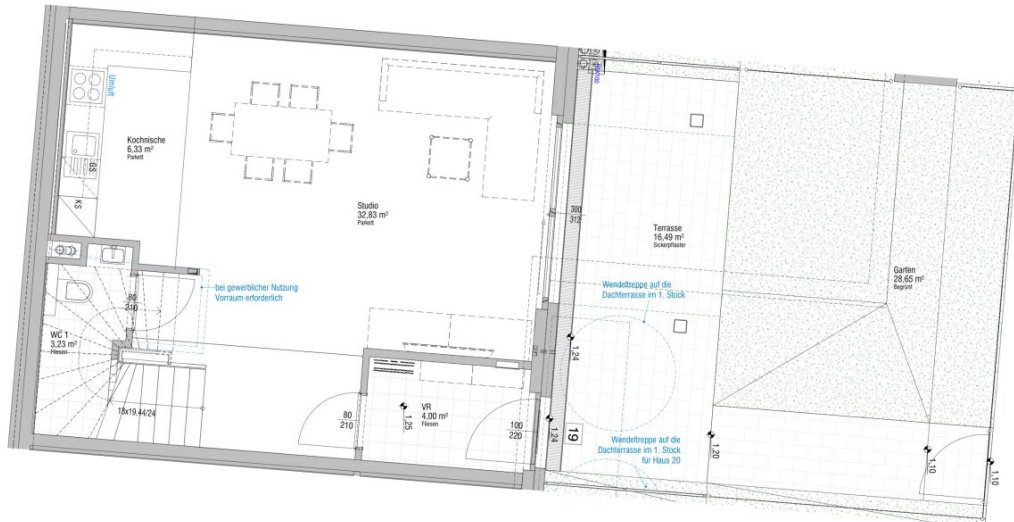 Umluft
Kochnische
6,33 m²
Parkett
GS
KS
Studio
32,83 m²
Parkett
bei gewerblicher Nutzung
Vorraum erforderlich
80
210
WC 1
3,23 m²
Fliesen
18x19,44/24
80
210
VR
4,00 m²
Fliesen
1,25
100
220
300
312
1,24
1,24
19
Terrasse
16,49 m²
Sickerpflaster
Wendeltreppe auf die
Dachterrasse im 1. Stock
Wendeltreppe auf die
Dachterrasse im 1. Stock
für Haus 20
Garten
28,65 m²
Begrünt
1,20
1,10
1,10